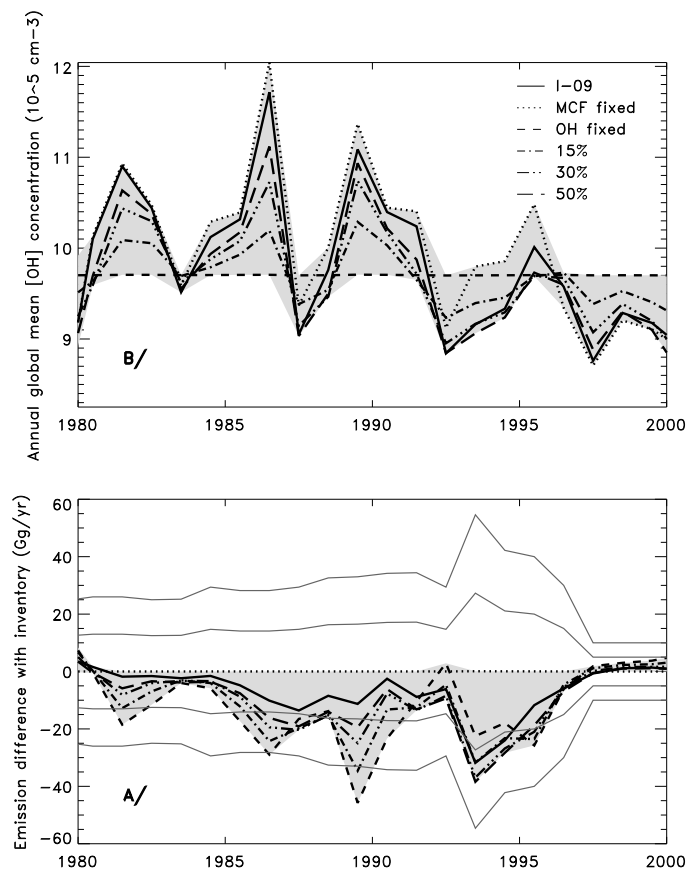 Annual global mean [OH] concentration (10~5 cm-3)
12
11
10
9
I-09
MCF fixed
OH fixed
15%
30%
50%
B/
1980 1985 1990 1995 2000
Emission difference with inventory (Gg/yr)
60
40
20
0
-20
-40
-60
A/
1980 1985 1990 1995 2000